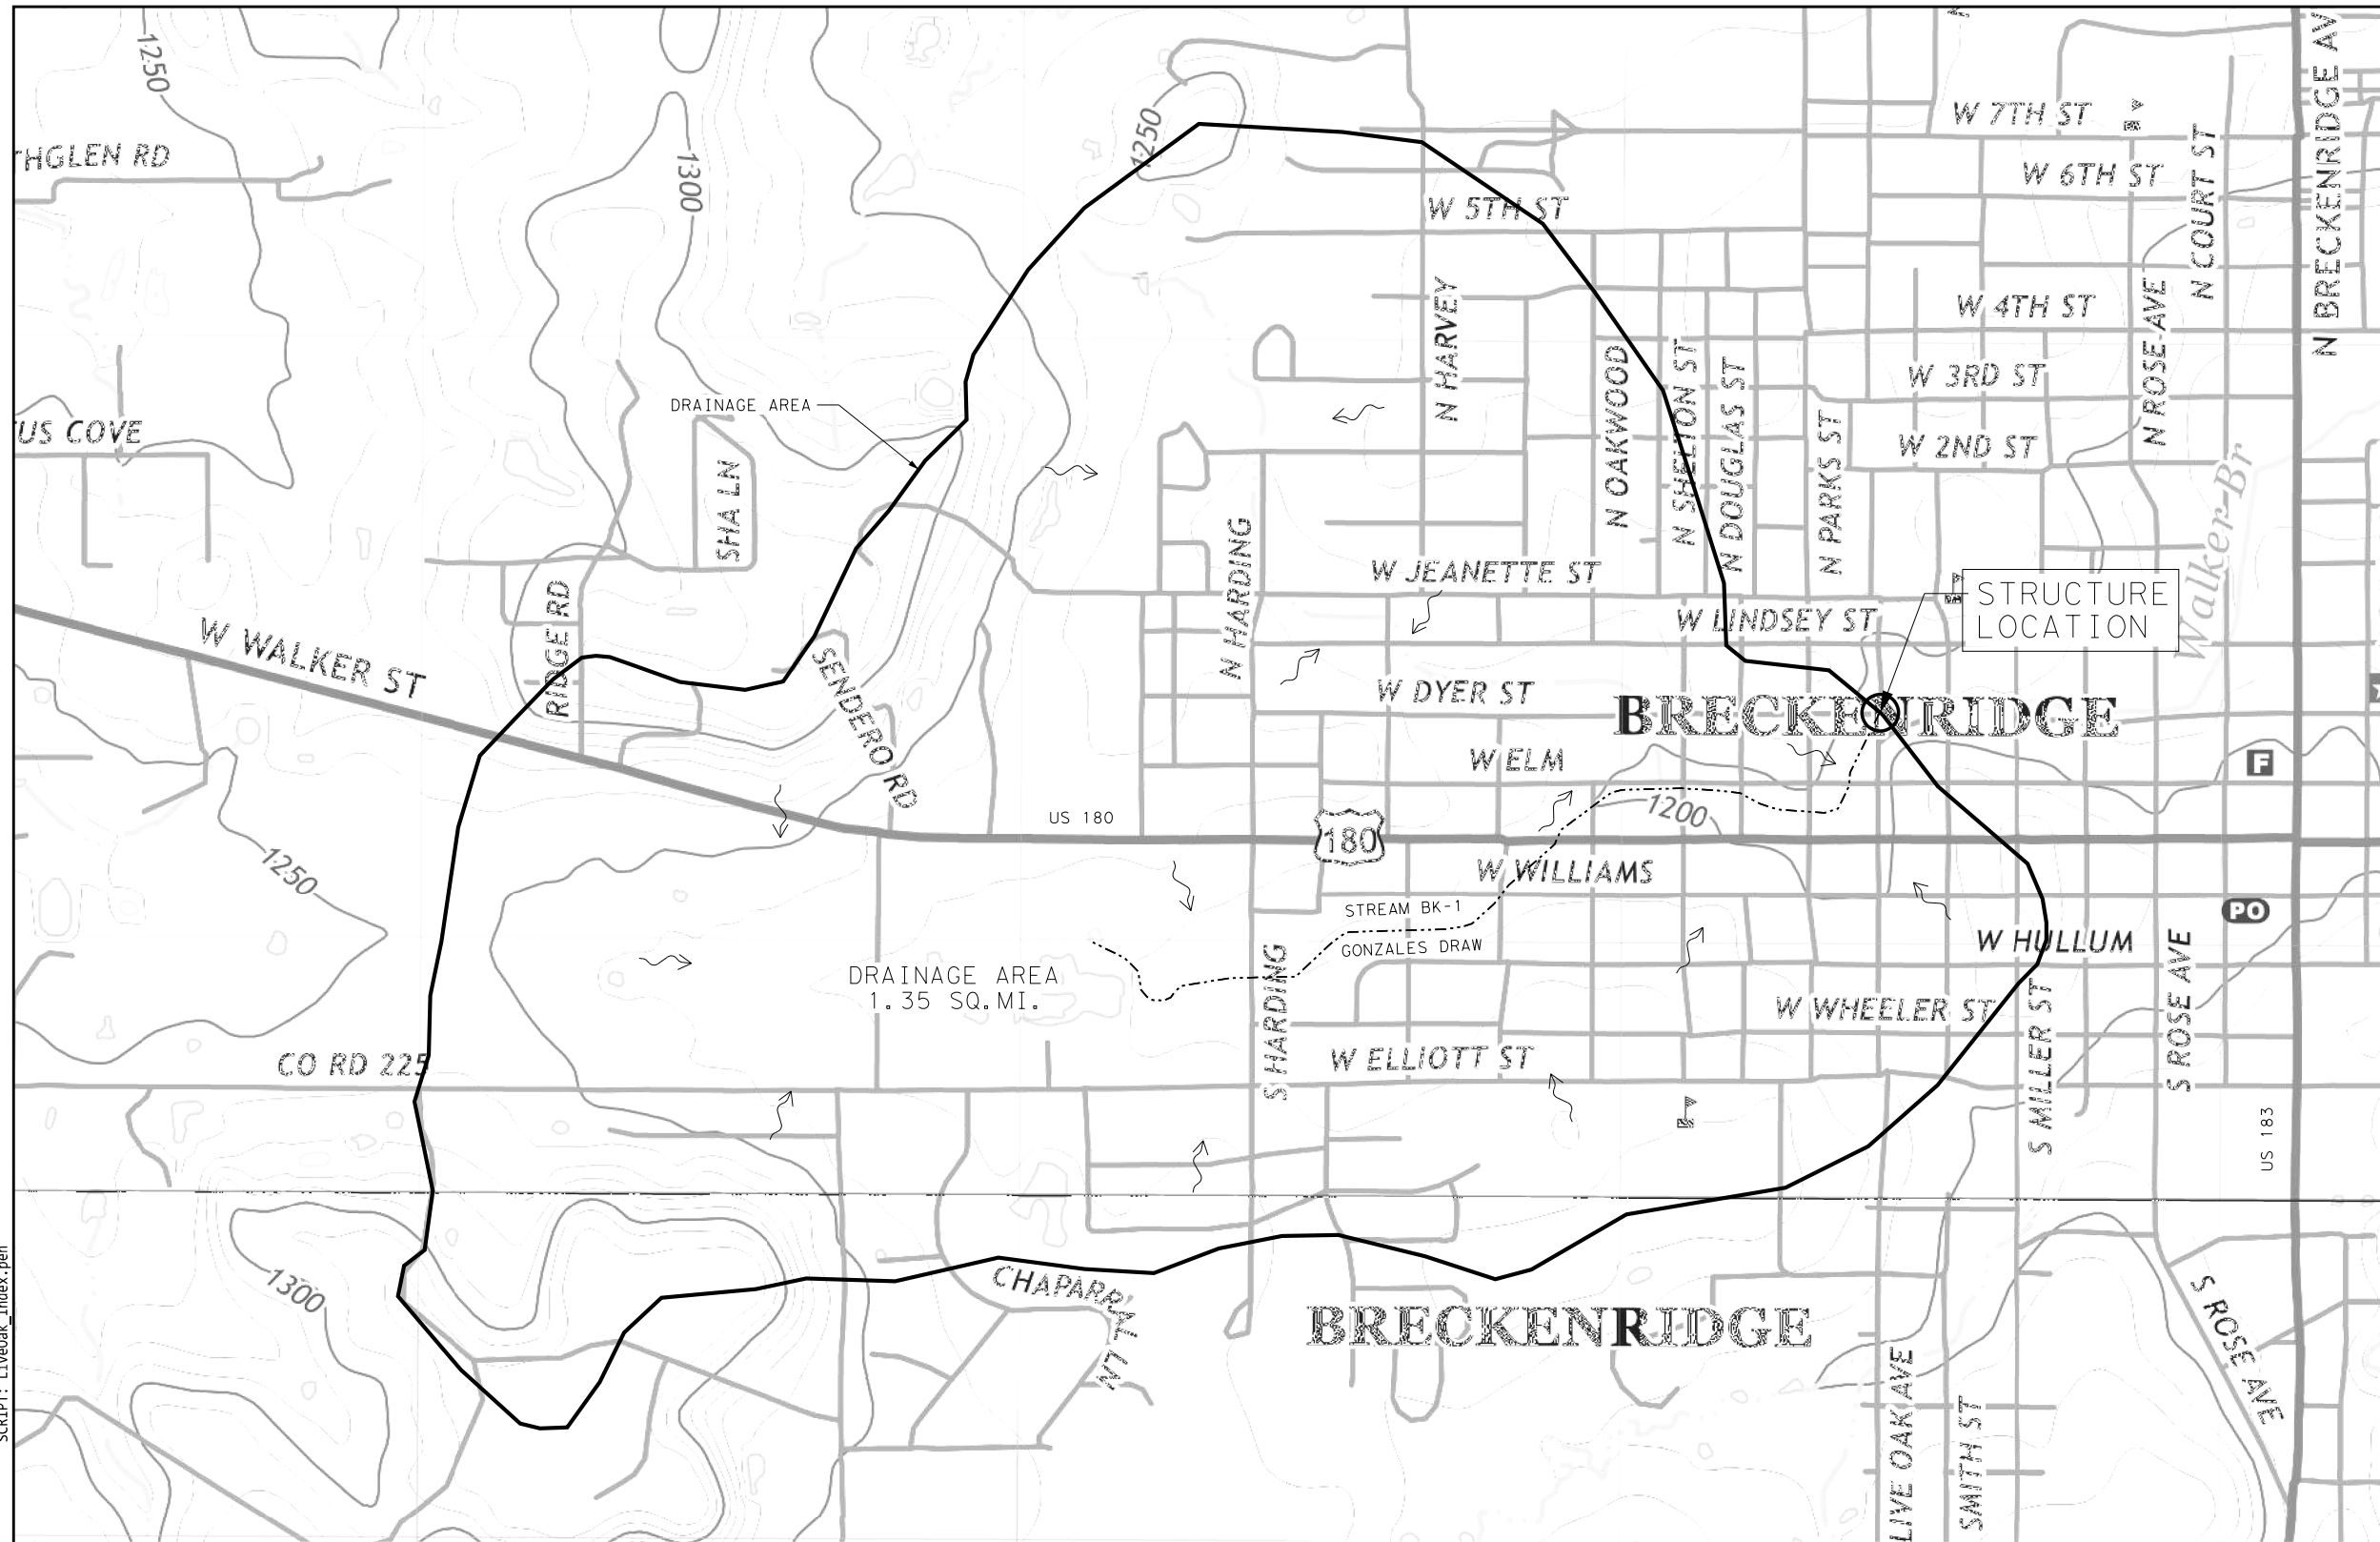 1250
THGLEN RD
1300
1250
W 7TH ST
W 6TH ST
W 5TH ST
N COURT ST
N BRECKENRIDGE AV
W 4TH ST
N ROSE AVE
N HARVEY
W 3RD ST
N OAKWOOD
N SHELTON ST
N DOUGLAS ST
N PARKS ST
DRAINAGE AREA
US COVE
W 2ND ST
SHA LN
Walker Br
N HARDING
W JEANETTE ST
STRUCTURE
LOCATION
W LINDSEY ST
RIDGE RD
W WALKER ST
SENDERO RD
W DYER ST
BRECKENRIDGE
W ELM
F
1200
US 180
180
1250
W WILLIAMS
STREAM BK-1
GONZALES DRAW
PO
W HULLUM
DRAINAGE AREA
1.35 SQ.MI.
S HARDING
W WHEELER ST
S MILLER ST
S ROSE AVE
CO RD 225
W ELLIOTT ST
US 183
1300
CHAPARRAL LN
BRECKENRIDGE
S ROSE AVE
LIVE OAK AVE
SMITH ST
SCRIPT: LiveOak_Index.pen